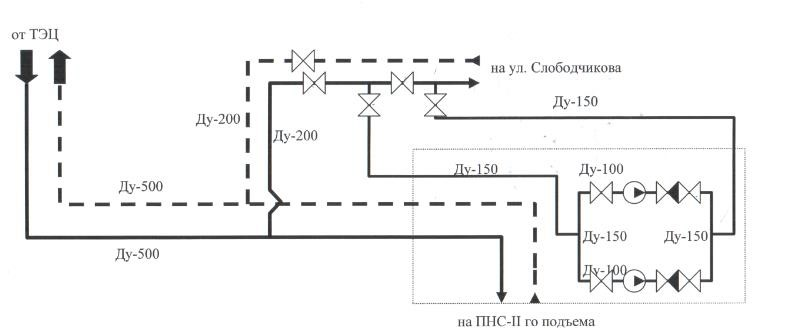 от ТЭЦ
на ул. Слободчикова
Ду-150
Ду-200
Ду-200
Ду-150
Ду-100
Ду-500
Ду-150
Ду-150
Ду-500
Ду-100
на ПНС-II го подъема